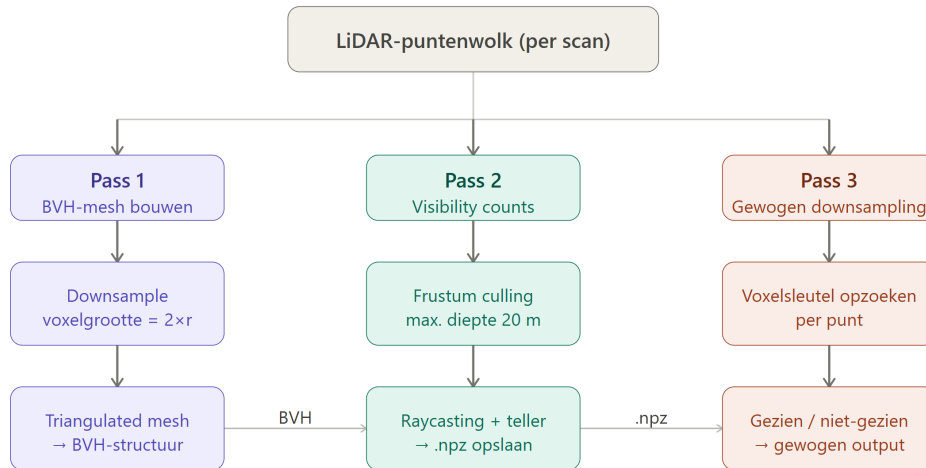 LiDAR-puntenwolk (per scan)
Pass 1
BVH-mesh bouwen
Pass 2
Visibility counts
Pass 3
Gewogen downsampling
Downsample
voxelgrootte = 2×r
Frustum culling
max. diepte 20 m
Voxelsleutel opzoeken
per punt
Triangulated mesh
→ BVH-structuur
BVH
Raycasting + teller
→ .npz opslaan
.npz
Gezien / niet-gezien
→ gewogen output